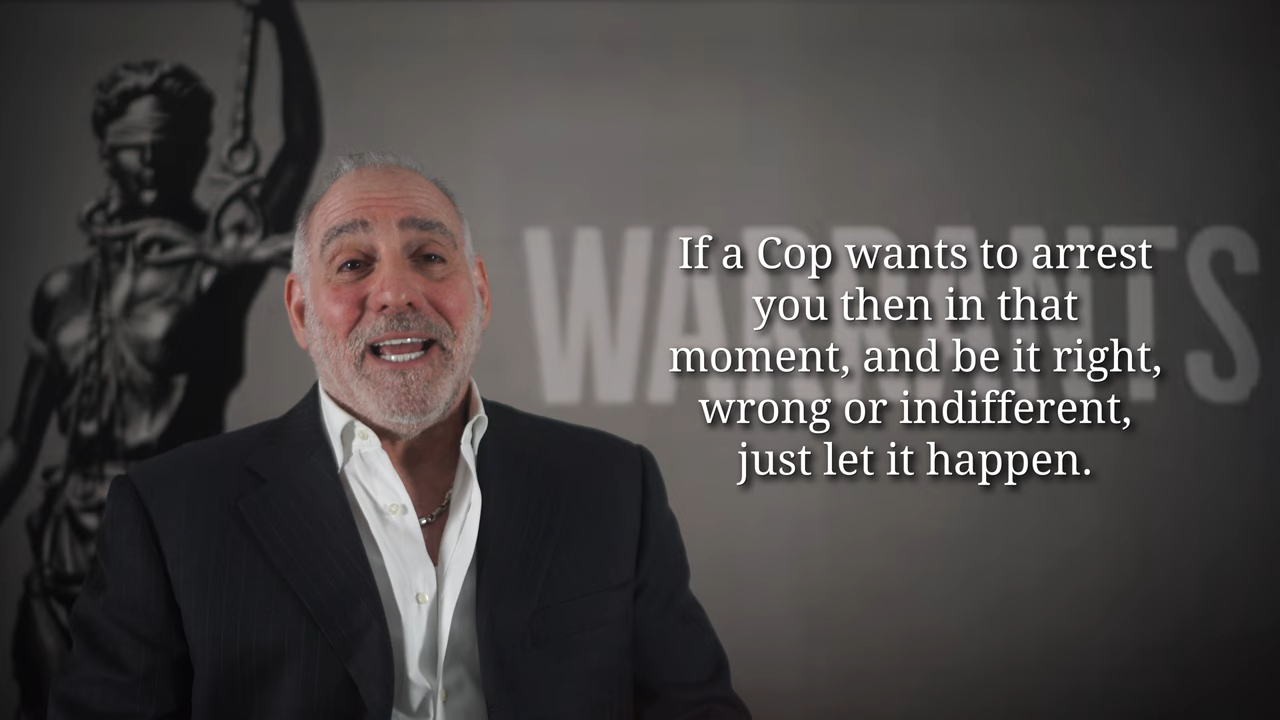 WARRANTS
If a Cop wants to arrest
you then in that
moment, and be it right,
wrong or indifferent,
just let it happen.